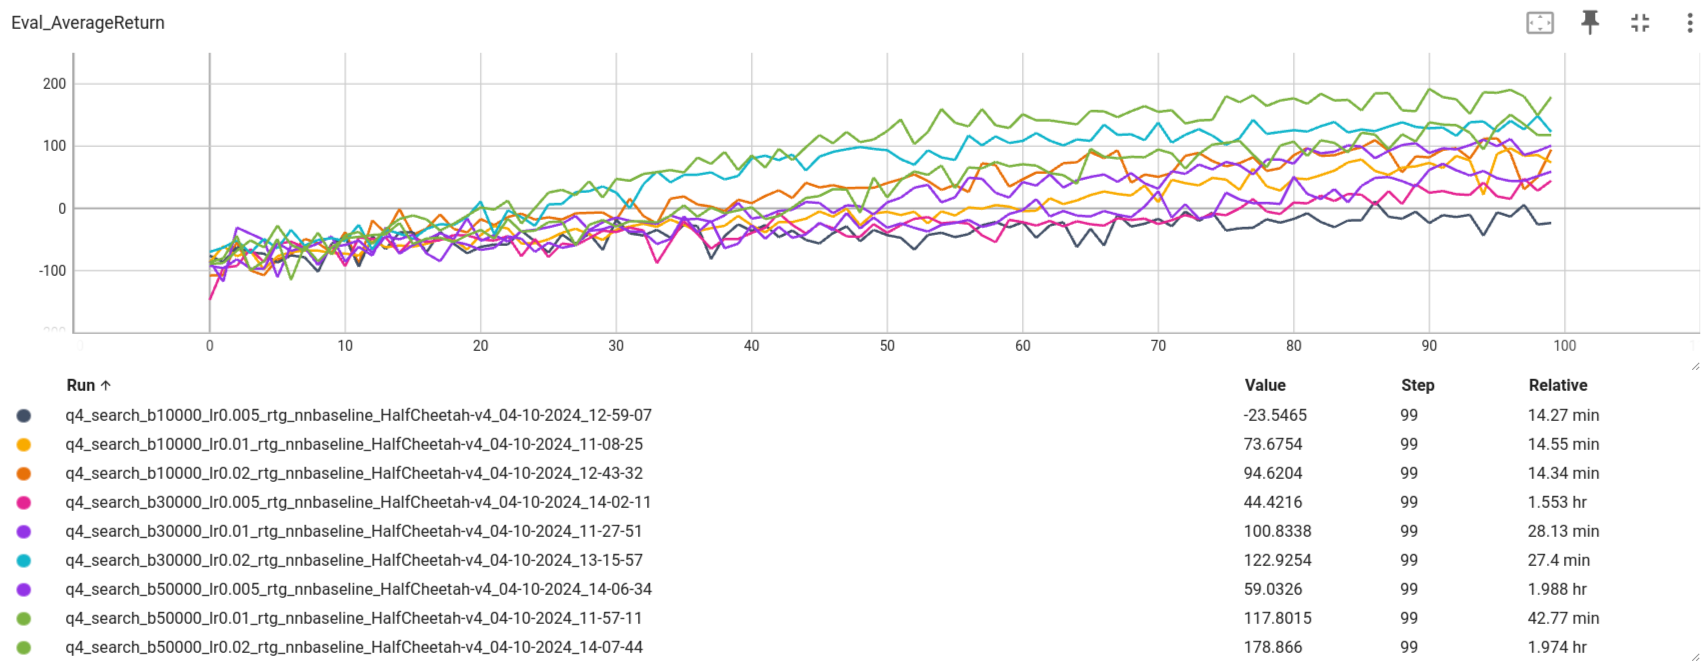 Eval_AverageReturn
200
100
0
-100
0 10 20 30 40 50 60 70 80 90 100
Run ↑ Value Step Relative
q4_search_b10000_lr0.005_rtg_nnbaseline_HalfCheetah-v4_04-10-2024_12-59-07 -23.5465 99 14.27 min
q4_search_b10000_lr0.01_rtg_nnbaseline_HalfCheetah-v4_04-10-2024_11-08-25 73.6754 99 14.55 min
q4_search_b10000_lr0.02_rtg_nnbaseline_HalfCheetah-v4_04-10-2024_12-43-32 94.6204 99 14.34 min
q4_search_b30000_lr0.005_rtg_nnbaseline_HalfCheetah-v4_04-10-2024_14-02-11 44.4216 99 1.553 hr
q4_search_b30000_lr0.01_rtg_nnbaseline_HalfCheetah-v4_04-10-2024_11-27-51 100.8338 99 28.13 min
q4_search_b30000_lr0.02_rtg_nnbaseline_HalfCheetah-v4_04-10-2024_13-15-57 122.9254 99 27.4 min
q4_search_b50000_lr0.005_rtg_nnbaseline_HalfCheetah-v4_04-10-2024_14-06-34 59.0326 99 1.988 hr
q4_search_b50000_lr0.01_rtg_nnbaseline_HalfCheetah-v4_04-10-2024_11-57-11 117.8015 99 42.77 min
q4_search_b50000_lr0.02_rtg_nnbaseline_HalfCheetah-v4_04-10-2024_14-07-44 178.866 99 1.974 hr